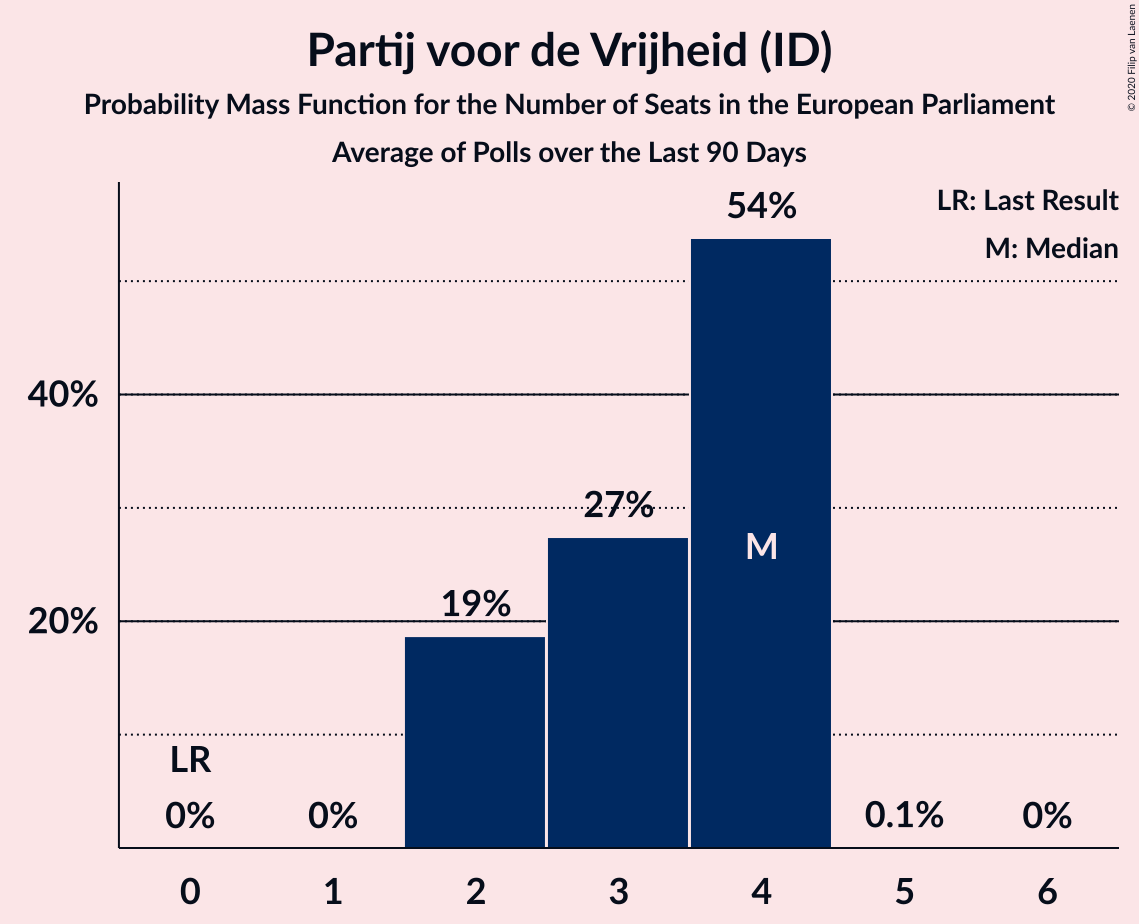 Partij voor de Vrijheid (ID)
Probability Mass Function for the Number of Seats in the European Parliament
Average of Polls over the Last 90 Days
© 2020 Filip van Laenen
LR: Last Result
M: Median
54%
40%
27%
M
19%
20%
LR
0%
0%
0.1%
0%
0 1 2 3 4 5 6